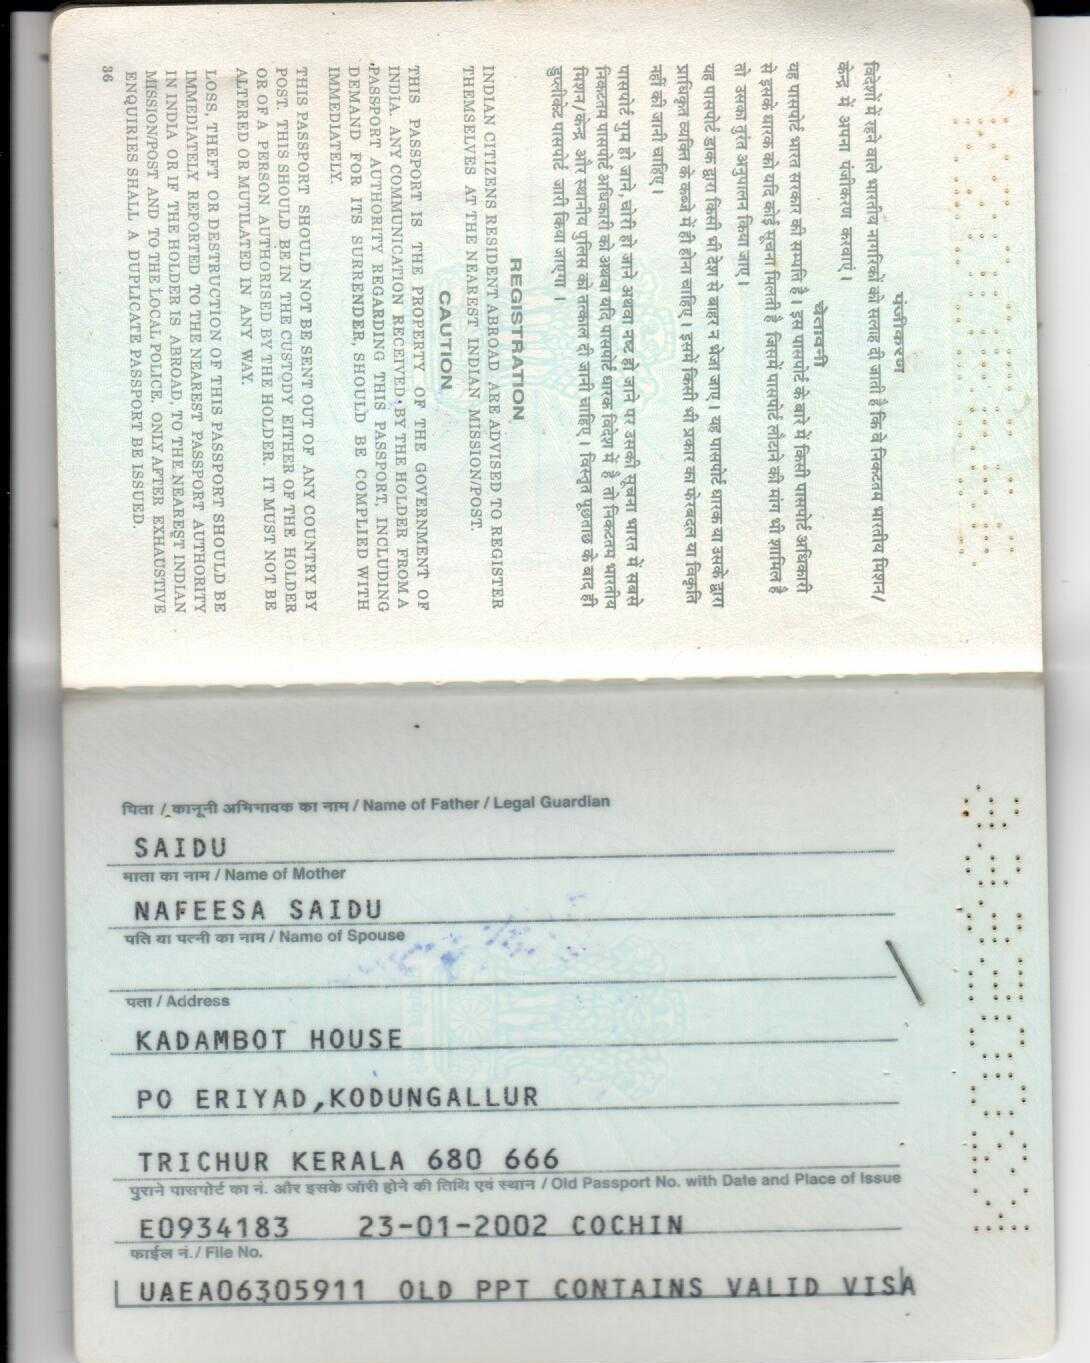 पंजीकरण
विदेशों में रहने वाले भारतीय नागरिकों को सलाह दी जाती है कि वे निकटतम भारतीय मिशन/
केन्द्र में अपना पंजीकरण करवाएं।
चेतावनी
यह पासपोर्ट भारत सरकार की सम्पति है। इस पासपोर्ट के बारे में किसी पासपोर्ट अधिकारी
से इसके धारक को यदि कोई सूचना मिलती है जिसमें पासपोर्ट लौटाने की मांग भी शामिल है
तो उसका तुरंत अनुपालन किया जाए।
यह पासपोर्ट डाक द्वारा किसी भी देश से बाहर न भेजा जाए। यह पासपोर्ट धारक या उसके द्वारा
प्राधिकृत व्यक्ति के कब्जे में ही होना चाहिए। इसमें किसी भी प्रकार का फेरबदल या विकृति
नहीं की जानी चाहिए।
पासपोर्ट गुम हो जाने, चोरी हो जाने अथवा नष्ट हो जाने पर उसकी सूचना भारत में सबसे
निकटतम पासपोर्ट अधिकारी को अथवा यदि पासपोर्ट धारक विदेश में है तो निकटतम भारतीय
मिशन/केन्द्र और स्थानीय पुलिस को तत्काल दी जानी चाहिए। विस्तृत पूछताछ के बाद ही
डुप्लीकेट पासपोर्ट जारी किया जाएगा।
REGISTRATION
INDIAN CITIZENS RESIDENT ABROAD ARE ADVISED TO REGISTER
THEMSELVES AT THE NEAREST INDIAN MISSION/POST.
CAUTION
THIS PASSPORT IS THE PROPERTY OF THE GOVERNMENT OF
INDIA. ANY COMMUNICATION RECEIVED BY THE HOLDER FROM A
PASSPORT AUTHORITY REGARDING THIS PASSPORT, INCLUDING
DEMAND FOR ITS SURRENDER, SHOULD BE COMPLIED WITH
IMMEDIATELY.
THIS PASSPORT SHOULD NOT BE SENT OUT OF ANY COUNTRY BY
POST. THIS SHOULD BE IN THE CUSTODY EITHER OF THE HOLDER
OR OF A PERSON AUTHORISED BY THE HOLDER. IT MUST NOT BE
ALTERED OR MUTILATED IN ANY WAY.
LOSS, THEFT OR DESTRUCTION OF THIS PASSPORT SHOULD BE
IMMEDIATELY REPORTED TO THE NEAREST PASSPORT AUTHORITY
IN INDIA OR IF THE HOLDER IS ABROAD, TO THE NEAREST INDIAN
MISSION/POST AND TO THE LOCAL POLICE. ONLY AFTER EXHAUSTIVE
ENQUIRIES SHALL A DUPLICATE PASSPORT BE ISSUED.
36
पिता / कानूनी अभिभावक का नाम / Name of Father / Legal Guardian
SAIDU
माता का नाम / Name of Mother
NAFEESA SAIDU
पति या पत्नी का नाम / Name of Spouse
पता / Address
KADAMBOT HOUSE
PO ERIYAD,KODUNGALLUR
TRICHUR KERALA 680 666
पुराने पासपोर्ट का नं. और इसके जारी होने की तिथि एवं स्थान / Old Passport No. with Date and Place of Issue
E0934183 23-01-2002 COCHIN
फाईल नं./ File No.
UAEA06305911 OLD PPT CONTAINS VALID VISA